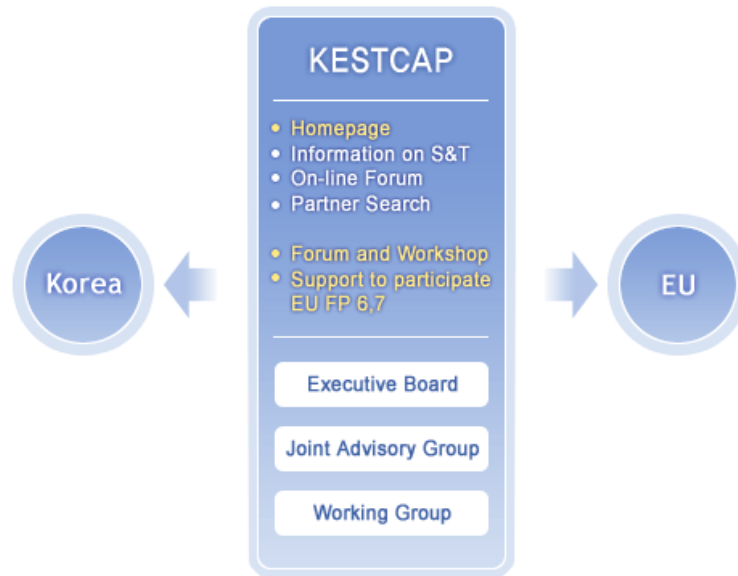 KESTCAP
• Homepage
• Information on S&T
• On-line Forum
• Partner Search
• Forum and Workshop
• Support to participate
EU FP 6,7
Korea
EU
Executive Board
Joint Advisory Group
Working Group